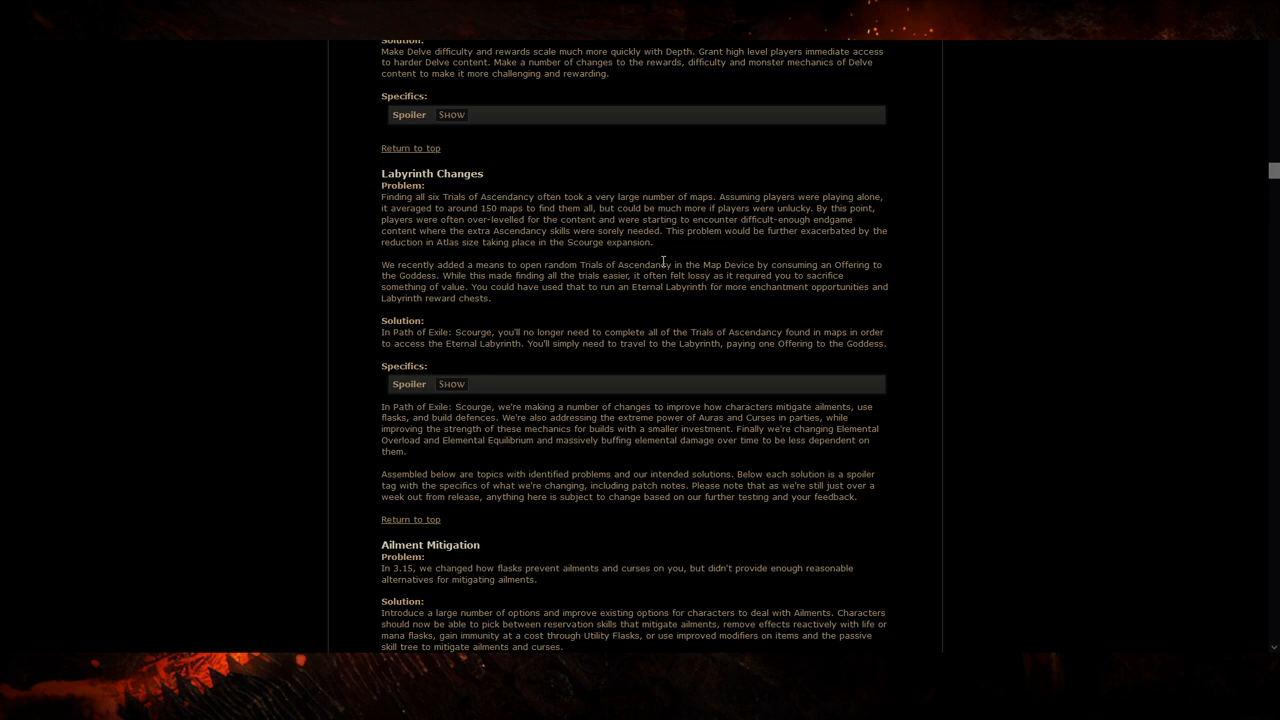 Solution:
Make Delve difficulty and rewards scale much more quickly with Depth. Grant high level players immediate access
to harder Delve content. Make a number of changes to the rewards, difficulty and monster mechanics of Delve
content to make it more challenging and rewarding.
Specifics:
Spoiler Show
Return to top
Labyrinth Changes
Problem:
Finding all six Trials of Ascendancy often took a very large number of maps. Assuming players were playing alone,
it averaged to around 150 maps to find them all, but could be much more if players were unlucky. By this point,
players were often over-levelled for the content and were starting to encounter difficult-enough endgame
content where the extra Ascendancy skills were sorely needed. This problem would be further exacerbated by the
reduction in Atlas size taking place in the Scourge expansion.
We recently added a means to open random Trials of Ascendancy in the Map Device by consuming an Offering to
the Goddess. While this made finding all the trials easier, it often felt lossy as it required you to sacrifice
something of value. You could have used that to run an Eternal Labyrinth for more enchantment opportunities and
Labyrinth reward chests.
Solution:
In Path of Exile: Scourge, you'll no longer need to complete all of the Trials of Ascendancy found in maps in order
to access the Eternal Labyrinth. You'll simply need to travel to the Labyrinth, paying one Offering to the Goddess.
Specifics:
Spoiler Show
In Path of Exile: Scourge, we're making a number of changes to improve how characters mitigate ailments, use
flasks, and build defences. We're also addressing the extreme power of Auras and Curses in parties, while
improving the strength of these mechanics for builds with a smaller investment. Finally we're changing Elemental
Overload and Elemental Equilibrium and massively buffing elemental damage over time to be less dependent on
them.
Assembled below are topics with identified problems and our intended solutions. Below each solution is a spoiler
tag with the specifics of what we're changing, including patch notes. Please note that as we're still just over a
week out from release, anything here is subject to change based on our further testing and your feedback.
Return to top
Ailment Mitigation
Problem:
In 3.15, we changed how flasks prevent ailments and curses on you, but didn't provide enough reasonable
alternatives for mitigating ailments.
Solution:
Introduce a large number of options and improve existing options for characters to deal with Ailments. Characters
should now be able to pick between reservation skills that mitigate ailments, remove effects reactively with life or
mana flasks, gain immunity at a cost through Utility Flasks, or use improved modifiers on items and the passive
skill tree to mitigate ailments and curses.